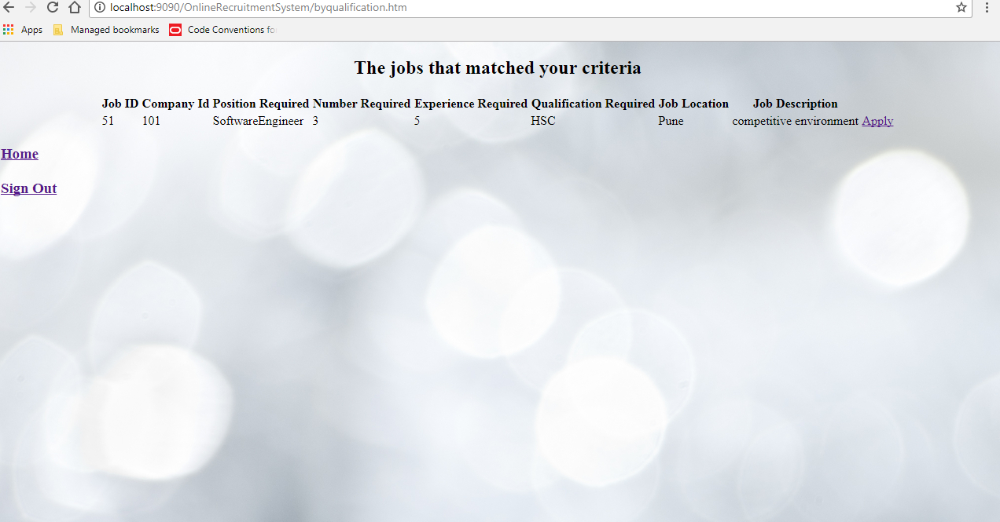 localhost:9090/OnlineRecruitmentSystem/byqualification.htm
Apps Managed bookmarks Code Conventions fo
The jobs that matched your criteria
Job ID Company Id Position Required Number Required Experience Required Qualification Required Job Location Job Description
51 101 SoftwareEngineer 3 5 HSC Pune competitive environment Apply
Home
Sign Out